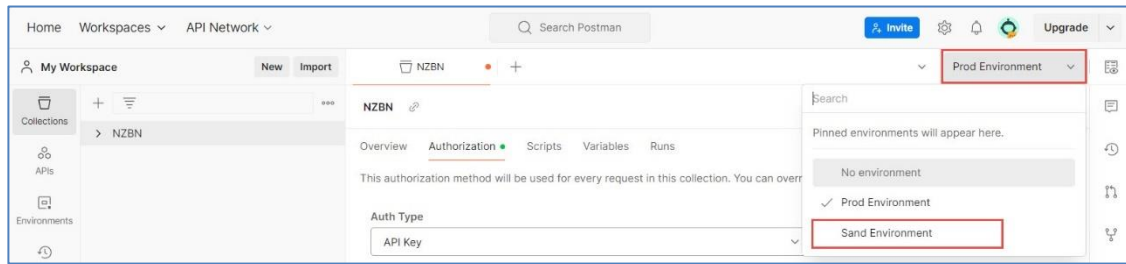 Home Workspaces API Network Search Postman Invite Upgrade
My Workspace New Import NZBN + Prod Environment
Collections
+
NZBN
APIs
Environments
NZBN
Overview Authorization Scripts Variables Runs
This authorization method will be used for every request in this collection. You can overr
Auth Type
API Key
Search
Pinned environments will appear here.
No environment
Prod Environment
Sand Environment